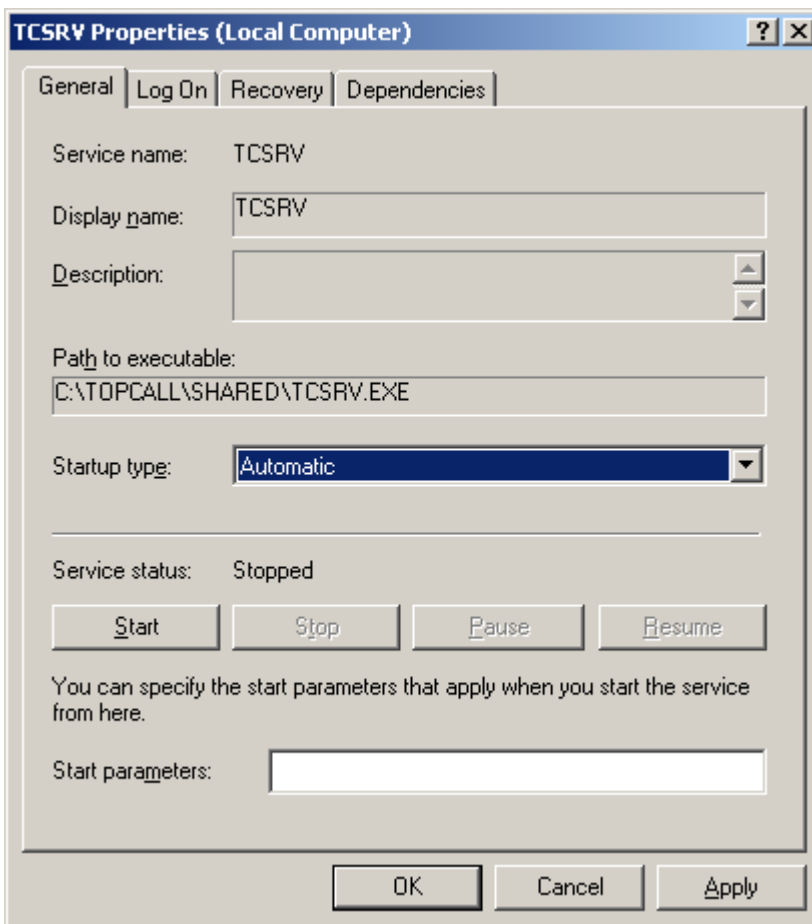 TCSRV Properties (Local Computer)
General Log On Recovery Dependencies
Service name: TCSRV
Display name: TCSRV
Description:
Path to executable:
C:\TOPCALL\SHARED\TCSRV.EXE
Startup type: Automatic
Service status: Stopped
Start Stop Pause Resume
You can specify the start parameters that apply when you start the service
from here.
Start parameters:
OK Cancel Apply